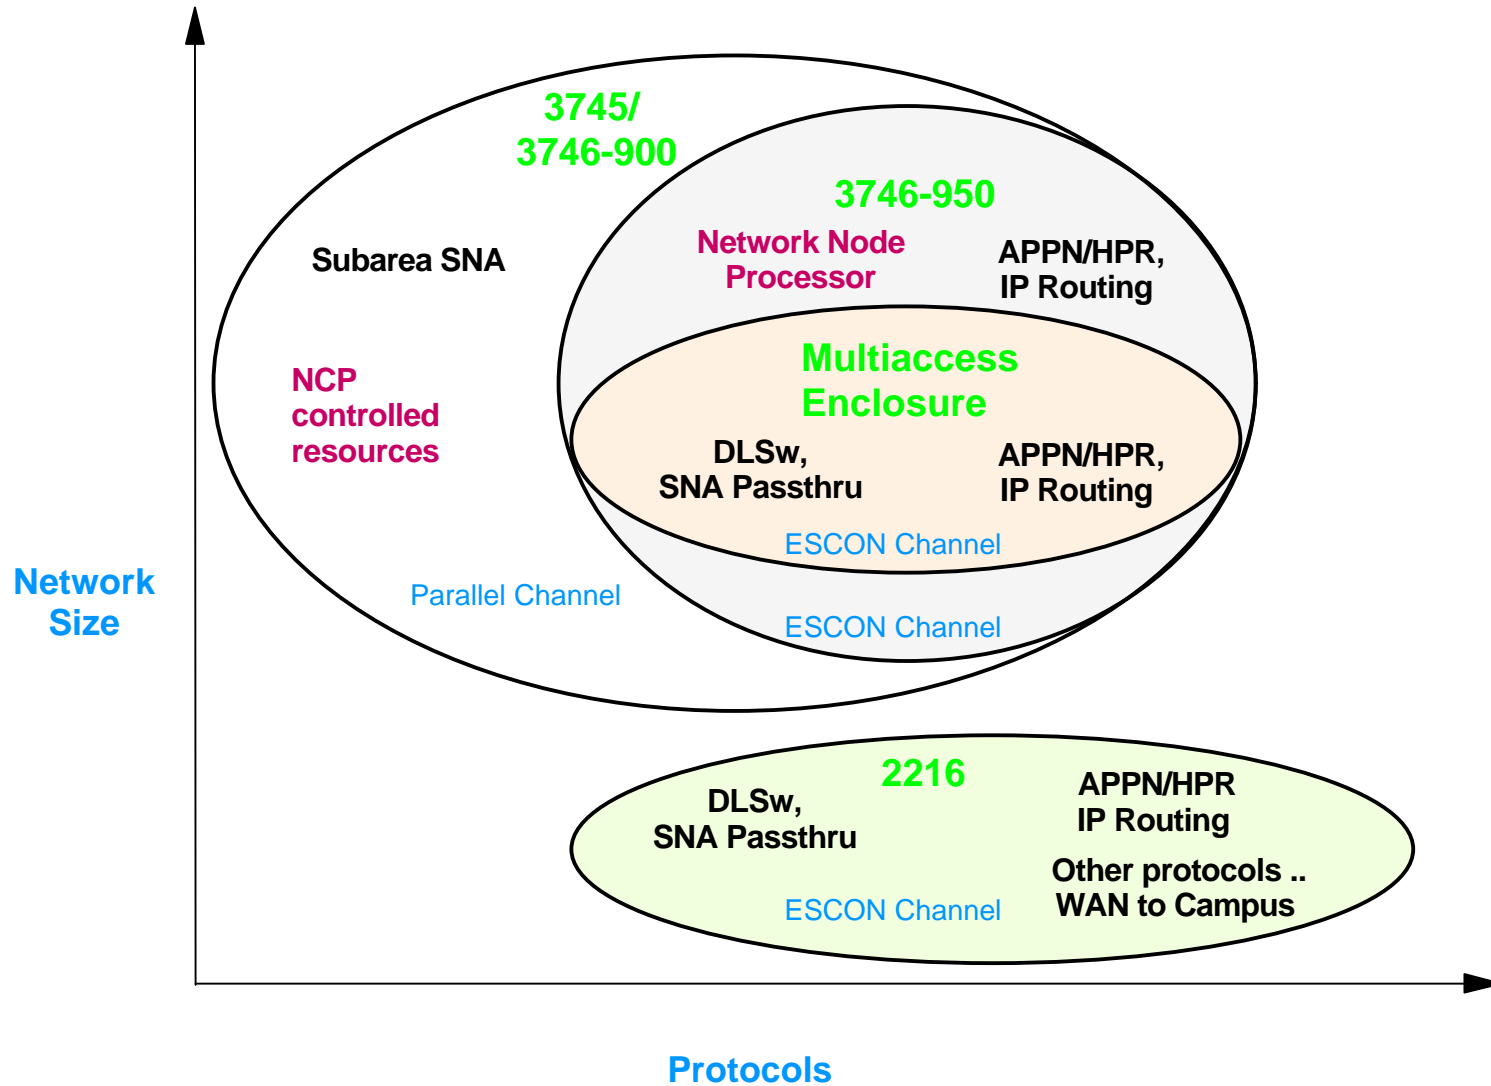 3745/
3746-900
3746-950
Network Node
Processor
APPN/HPR,
IP Routing
Subarea SNA
Multiaccess
Enclosure
NCP
controlled
resources
DLSw,
SNA Passthru
APPN/HPR,
IP Routing
ESCON Channel
Parallel Channel
ESCON Channel
Network
Size
2216
DLSw,
SNA Passthru
APPN/HPR
IP Routing
Other protocols ..
WAN to Campus
ESCON Channel
Protocols